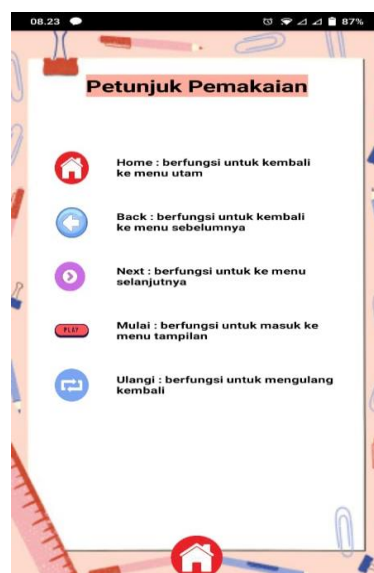 08.23
87%
Petunjuk Pemakaian
Home : berfungsi untuk kembali
ke menu utam
Back : berfungsi untuk kembali
ke menu sebelumnya
Next : berfungsi untuk ke menu
selanjutnya
PLAY
Mulai : berfungsi untuk masuk ke
menu tampilan
Ulangi : berfungsi untuk mengulang
kembali